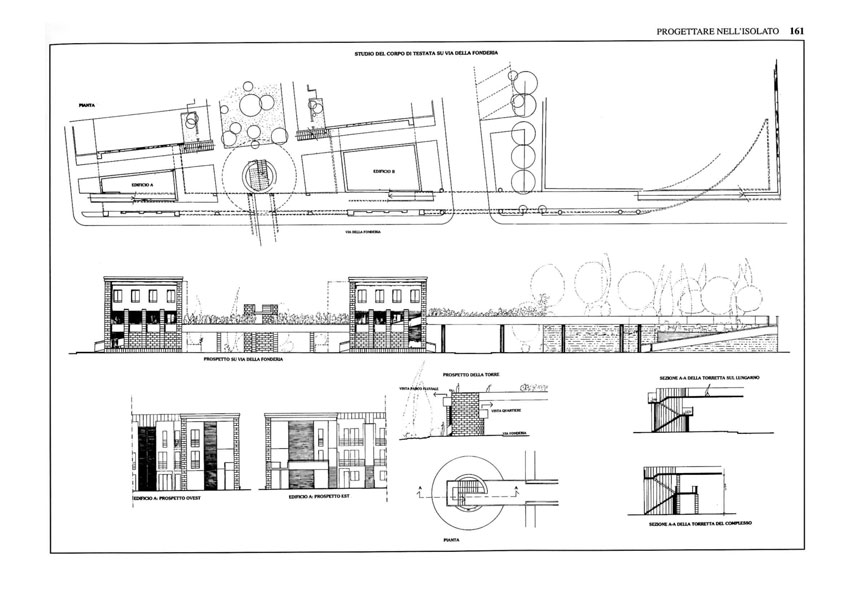 PROGETTARE NELL'ISOLATO 161
STUDIO DEL CORPO DI TESTATA SU VIA DELLA FONDERIA
PIANTA
EDIFICIO A
EDIFICIO B
VIA DELLA FONDERIA
PROSPETTO SU VIA DELLA FONDERIA
PROSPETTO DELLA TORRE
VISTA PARCO FLUVIALE
VISTA QUARTIERE
VIA FONDERIA
SEZIONE A-A DELLA TORRETTA SUL LUNGARNO
EDIFICIO A: PROSPETTO OVEST
EDIFICIO A: PROSPETTO EST
A
A
PIANTA
SEZIONE A-A DELLA TORRETTA DEL COMPLESSO